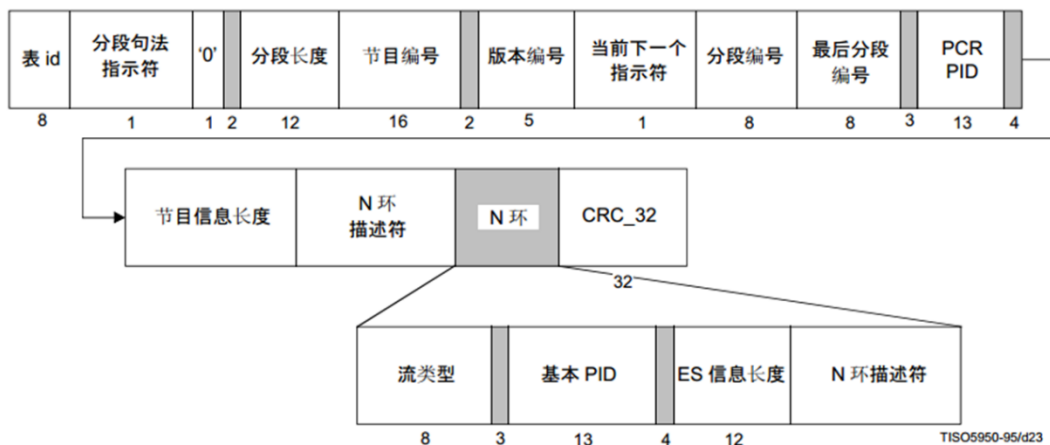 表 id
分段句法
指示符
‘0’
分段长度
节目编号
版本编号
当前下一个
指示符
分段编号
最后分段
编号
PCR
PID
8
1
1
2
12
16
2
5
1
8
8
3
13
4
节目信息长度
N 环
描述符
N 环
CRC_32
32
流类型
基本 PID
ES 信息长度
N 环描述符
8
3
13
4
12
TISO5950-95/d23